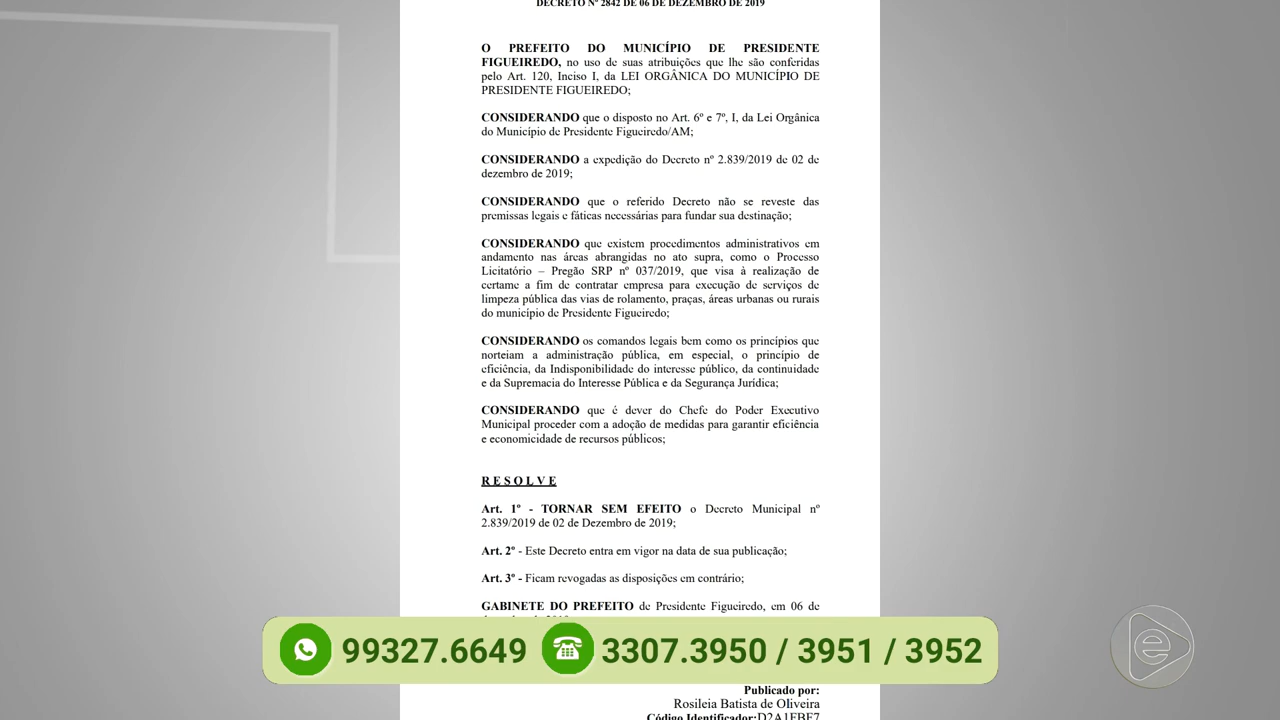 DECRETO Nº 2842 DE 06 DE DEZEMBRO DE 2019
O PREFEITO DO MUNICÍPIO DE PRESIDENTE
FIGUEIREDO, no uso de suas atribuições que lhe são conferidas
pelo Art. 120, Inciso I, da LEI ORGÂNICA DO MUNICÍPIO DE
PRESIDENTE FIGUEIREDO;
CONSIDERANDO que o disposto no Art. 6º e 7º, I, da Lei Orgânica
do Município de Presidente Figueiredo/AM;
CONSIDERANDO a expedição do Decreto nº 2.839/2019 de 02 de
dezembro de 2019;
CONSIDERANDO que o referido Decreto não se reveste das
premissas legais e fáticas necessárias para fundar sua destinação;
CONSIDERANDO que existem procedimentos administrativos em
andamento nas áreas abrangidas no ato supra, como o Processo
Licitatório – Pregão SRP nº 037/2019, que visa à realização de
certame a fim de contratar empresa para execução de serviços de
limpeza pública das vias de rolamento, praças, áreas urbanas ou rurais
do município de Presidente Figueiredo;
CONSIDERANDO os comandos legais bem como os princípios que
norteiam a administração pública, em especial, o princípio de
eficiência, da Indisponibilidade do interesse público, da continuidade
e da Supremacia do Interesse Pública e da Segurança Jurídica;
CONSIDERANDO que é dever do Chefe do Poder Executivo
Municipal proceder com a adoção de medidas para garantir eficiência
e economicidade de recursos públicos;
R E S O L V E
Art. 1º - TORNAR SEM EFEITO o Decreto Municipal nº
2.839/2019 de 02 de Dezembro de 2019;
Art. 2º - Este Decreto entra em vigor na data de sua publicação;
Art. 3º - Ficam revogadas as disposições em contrário;
GABINETE DO PREFEITO de Presidente Figueiredo, em 06 de
99327.6649 3307.3950 / 3951 / 3952
e
Publicado por:
Rosileia Batista de Oliveira
Código Identificador:D2A1FBF7